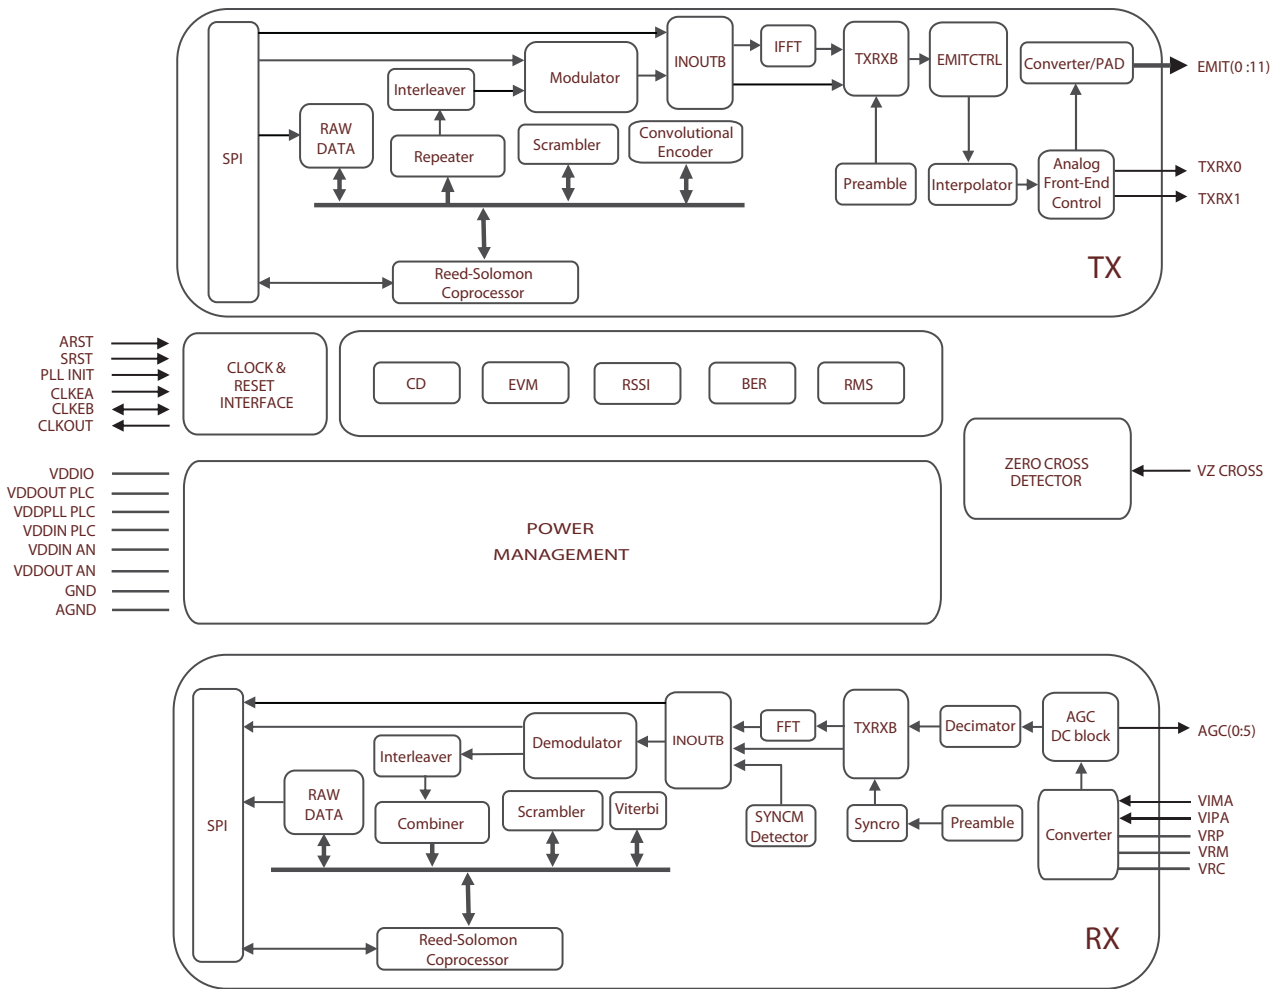 SPI
RAW
DATA
Interleaver
Repeater
Modulator
Scrambler
Convolutional
Encoder
INOUTB
IFFT
TXRXB
EMITCTRL
Converter/PAD
EMIT(0 :11)
Preamble
Interpolator
Analog
Front-End
Control
TXRX0
TXRX1
Reed-Solomon
Coprocessor
TX
ARST
SRST
PLL INIT
CLKEA
CLKEB
CLKOUT
CLOCK &
RESET
INTERFACE
CD
EVM
RSSI
BER
RMS
ZERO CROSS
DETECTOR
VZ CROSS
VDDIO
VDDOUT PLC
VDDPLL PLC
VDDIN PLC
VDDIN AN
VDDOUT AN
GND
AGND
POWER
MANAGEMENT
SPI
RAW
DATA
Interleaver
Combiner
Demodulator
Scrambler
Viterbi
INOUTB
FFT
SYNCM
Detector
TXRXB
Syncro
Decimator
Preamble
AGC
DC block
Converter
AGC(0:5)
VIMA
VIPA
VRP
VRM
VRC
Reed-Solomon
Coprocessor
RX